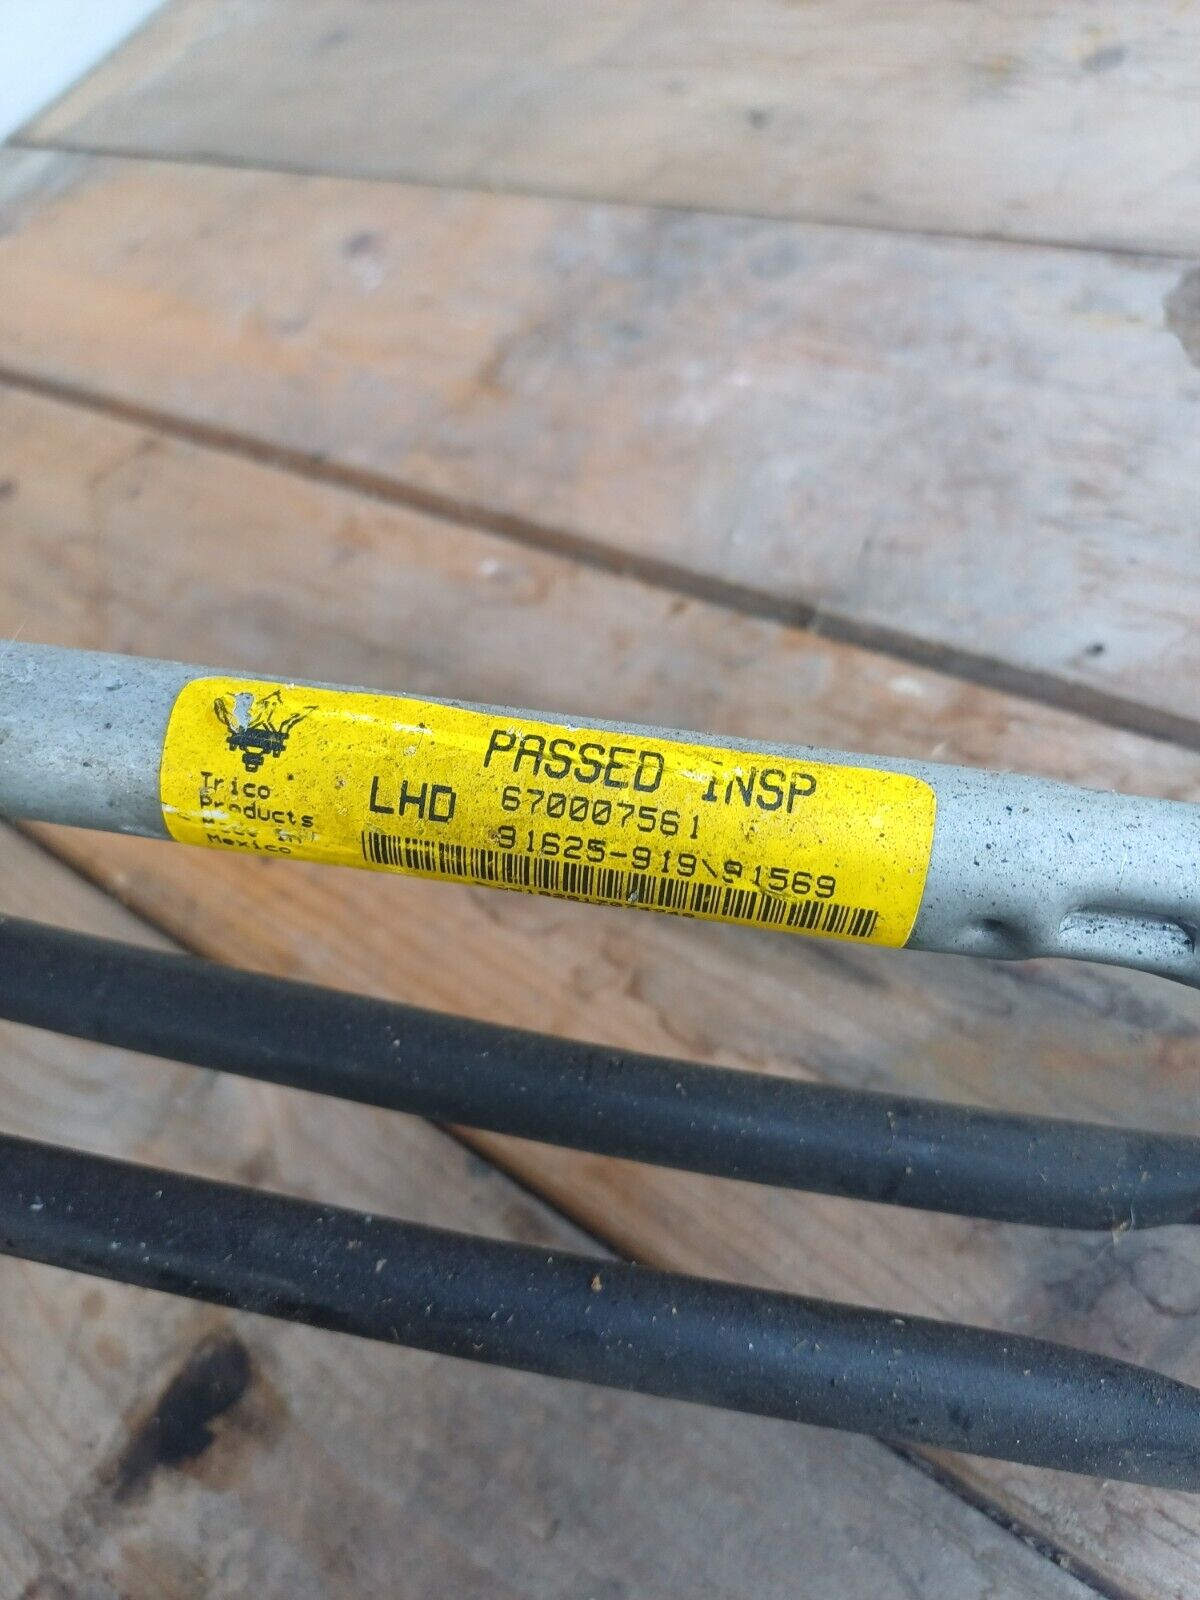 PASSED INSP
LHD 670007561
91625-919\91569
Trico
Products
Mexico